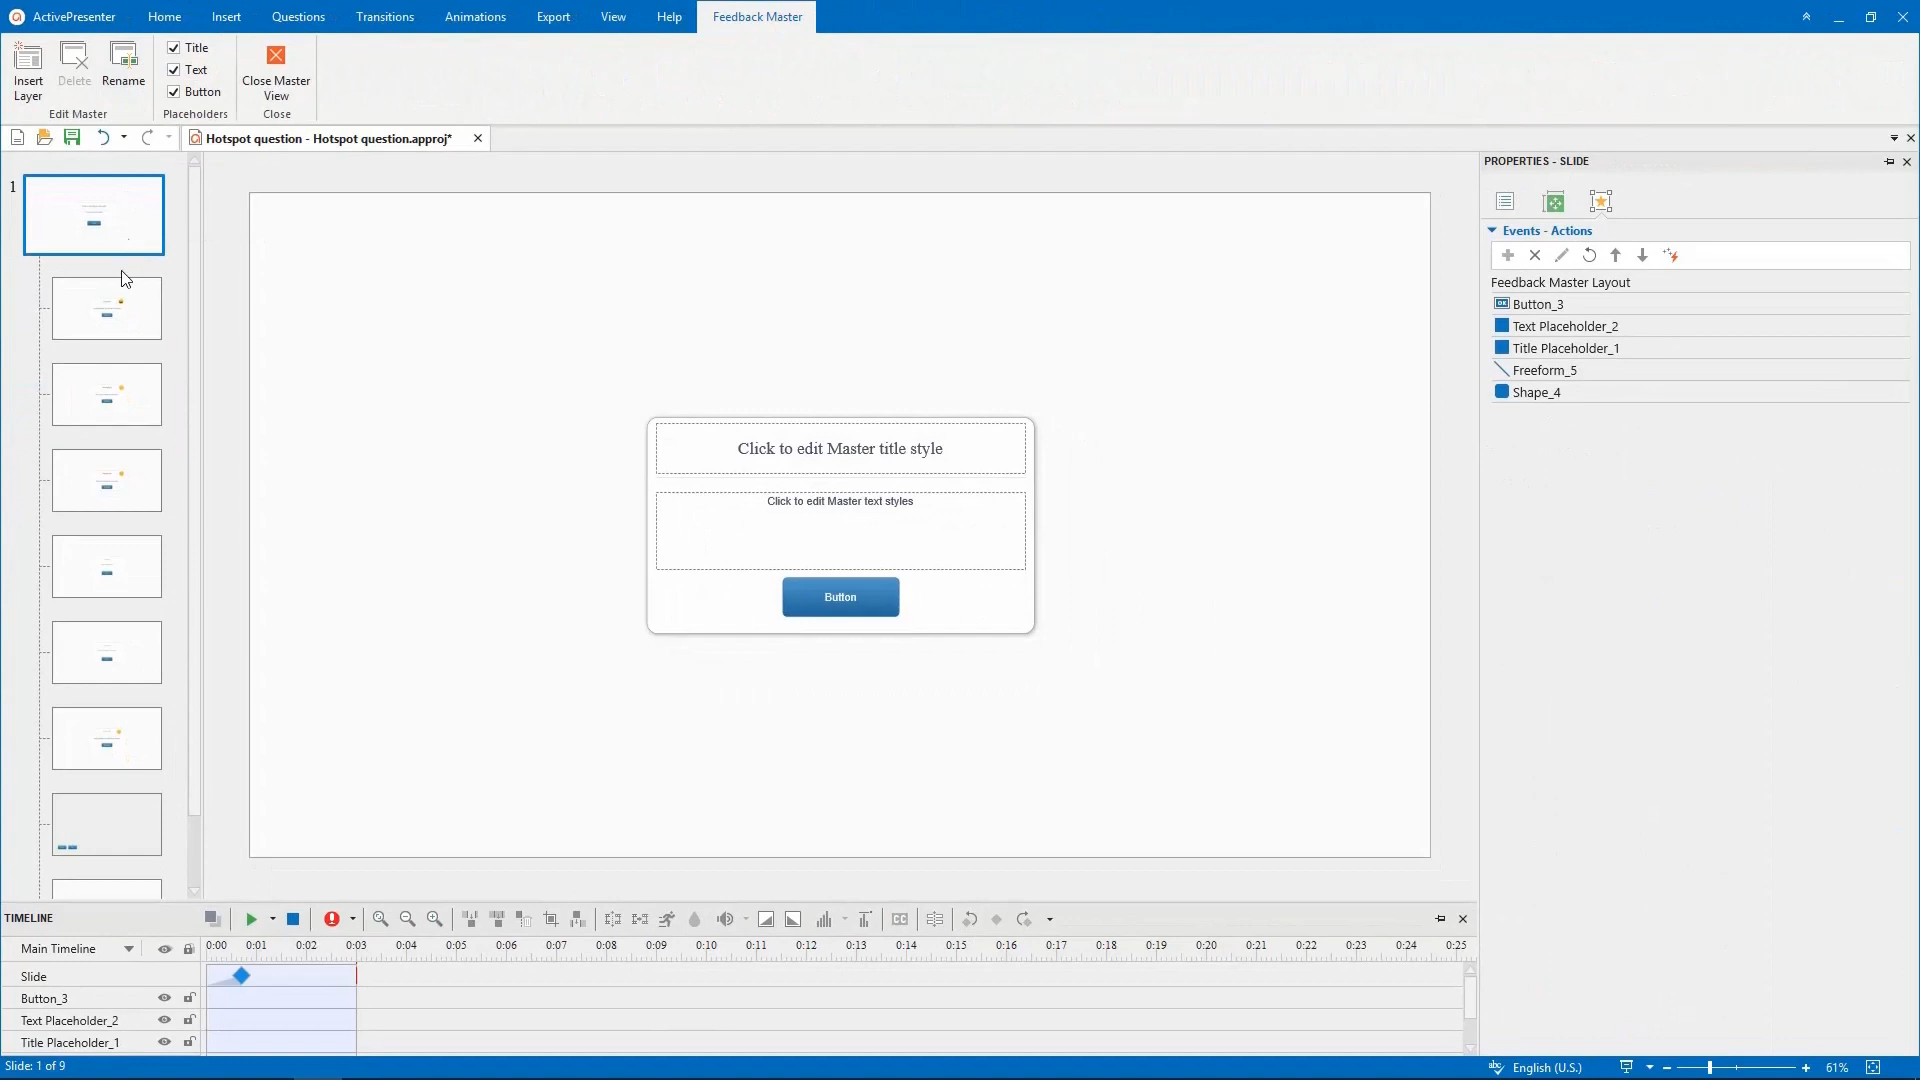 ActivePresenter
Home
Insert
Questions
Transitions
Animations
Export
View
Help
Feedback Master
Insert
Layer
Delete
Rename
Edit Master
Title
Text
Button
Placeholders
Close Master
View
Close
Hotspot question - Hotspot question.approj*
PROPERTIES - SLIDE
1
Events - Actions
Feedback Master Layout
OK
Button_3
Text Placeholder_2
Title Placeholder_1
Freeform_5
Shape_4
Click to edit Master title style
Click to edit Master text styles
Button
TIMELINE
CC
Main Timeline
0:00 0:01 0:02 0:03 0:04 0:05 0:06 0:07 0:08 0:09 0:10 0:11 0:12 0:13 0:14 0:15 0:16 0:17 0:18 0:19 0:20 0:21 0:22 0:23 0:24 0:25
Slide
Button_3
Text Placeholder_2
Title Placeholder_1
Slide: 1 of 9
abc
English (U.S.)
61%